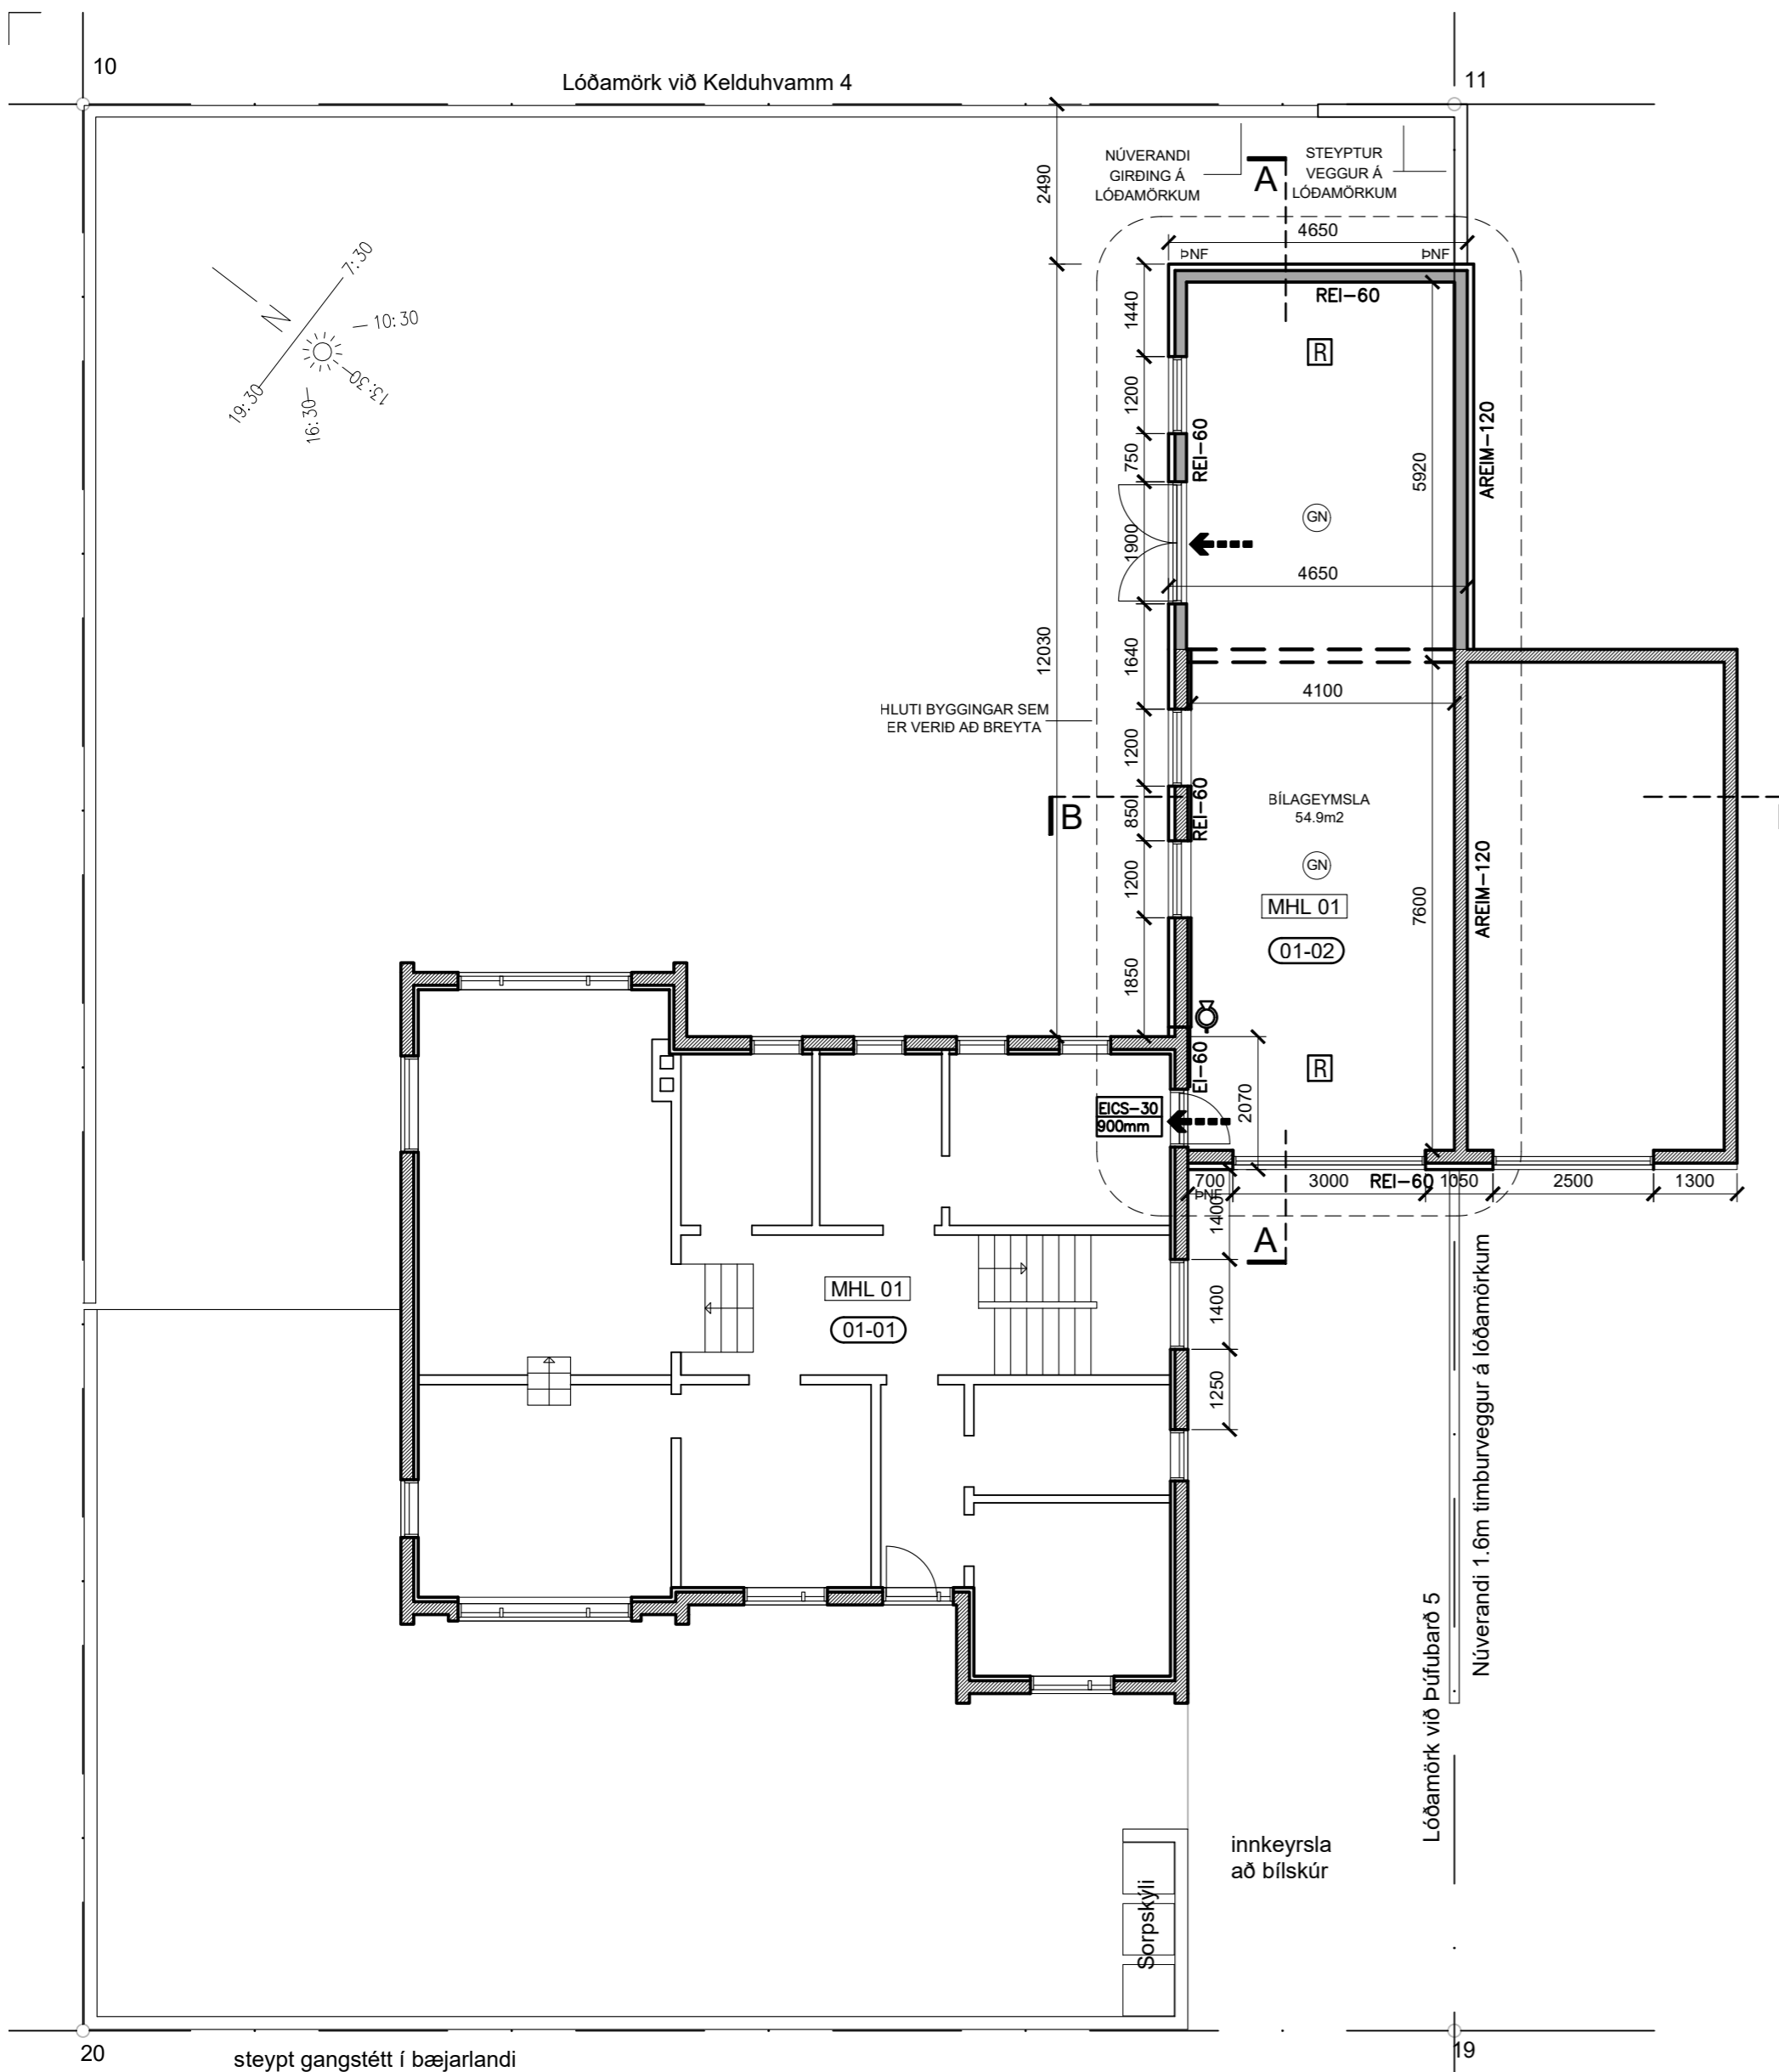 10
Lóðamörk við Kelduhvamm 4
11
NÚVERANDI
GIRÐING Á
LÓÐAMÖRKUM
A
STEYPTUR
VEGGUR Á
LÓÐAMÖRKUM
2490
4650
ÞNF
ÞNF
REI-60
N
7:30
10:30
13:30
16:30
19:30
1440
R
1200
REI-60
750
5920
AREIM-120
GN
1900
4650
12030
1640
4100
HLUTI BYGGINGAR SEM
ER VERIÐ AÐ BREYTA
1200
B
850
REI-60
BÍLAGEYMSLA
54.9m2
GN
1200
AREIM-120
MHL 01
7600
01-02
1850
EI-60
R
2070
EICS-30
900mm
700
3000
REI-60
1050
2500
1300
ÞNF
1400
A
MHL 01
01-01
1400
1250
Núverandi 1.6m timburveggur á lóðamörkum
Lóðamörk við Þúfubarð 5
innkeyrsla
að bílskúr
Sorpskýli
20
steypt gangstétt í bæjarlandi
19